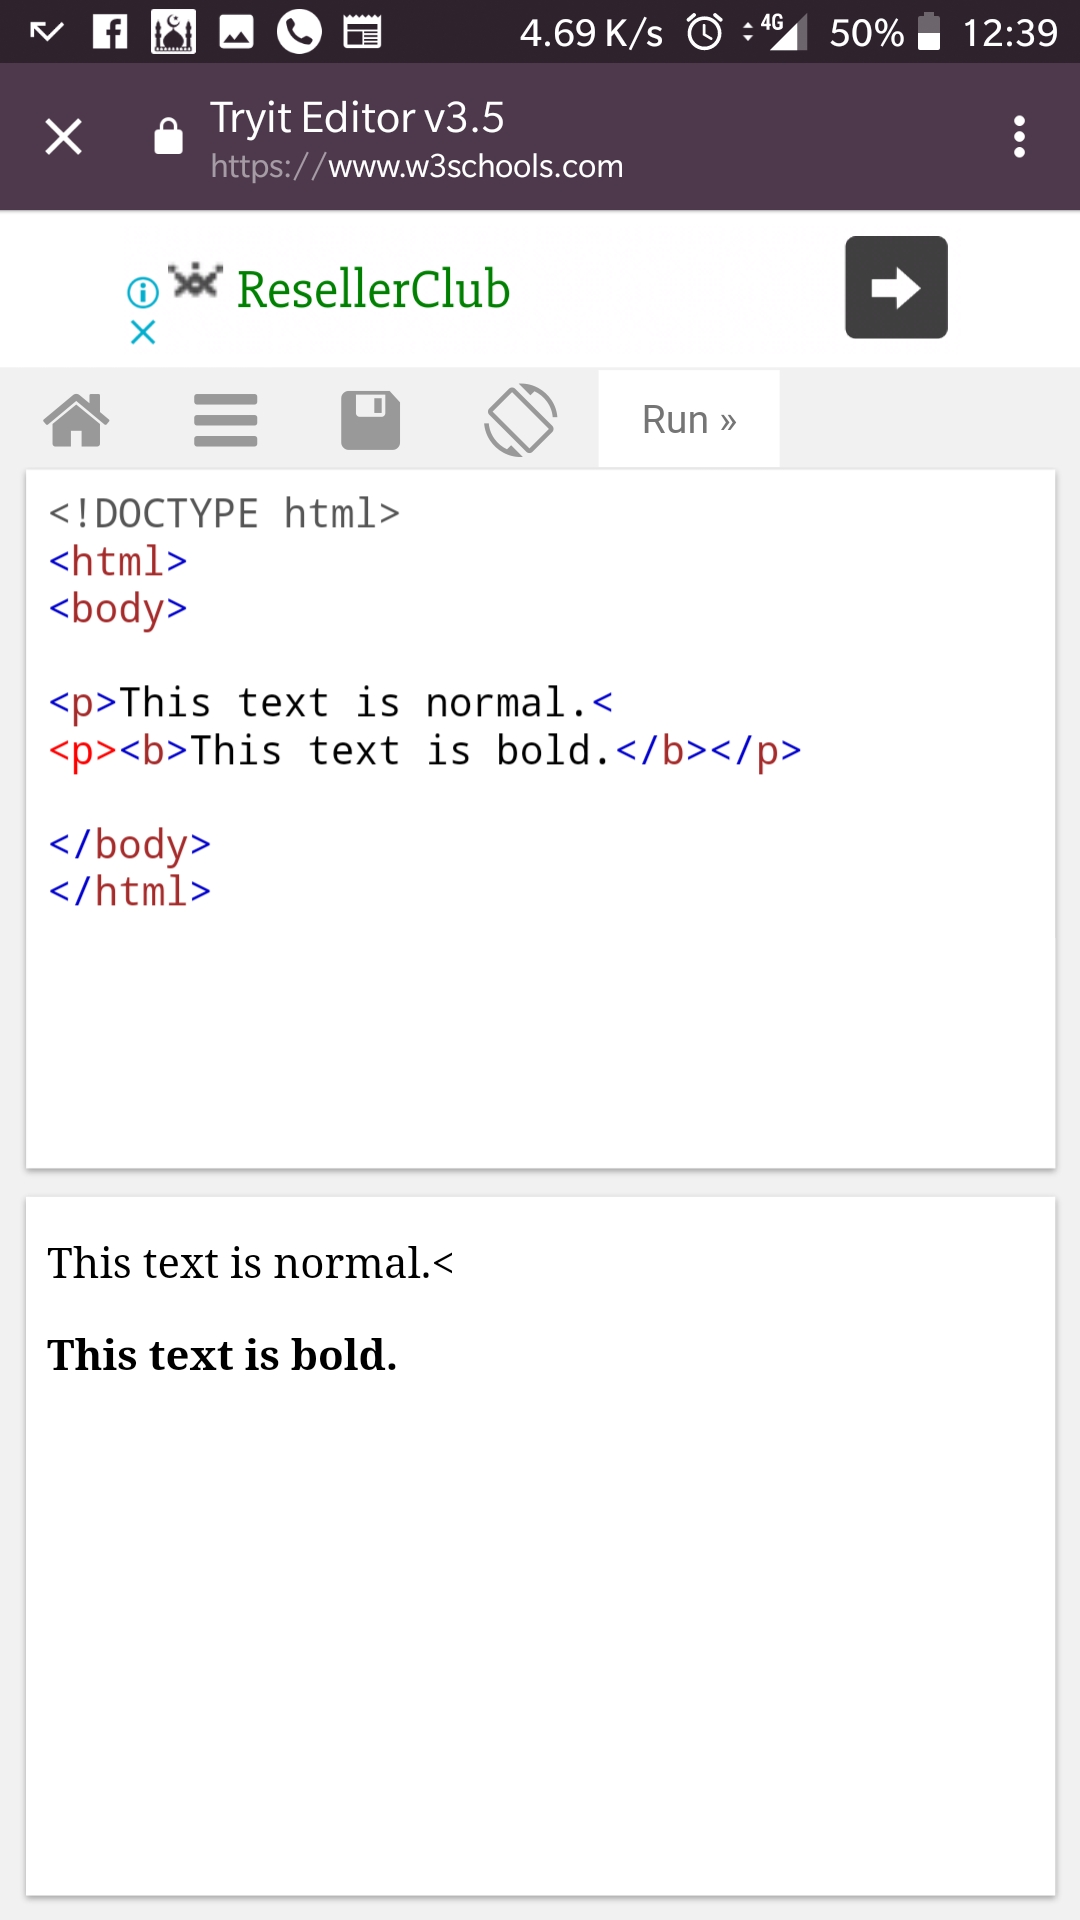 4.69 K/s 4G 50% 12:39
Tryit Editor v3.5
https://www.w3schools.com
ResellerClub
Run »
<!DOCTYPE html>
<html>
<body>
<p>This text is normal.<
<p><b>This text is bold.</b></p>
</body>
</html>
This text is normal.<
This text is bold.